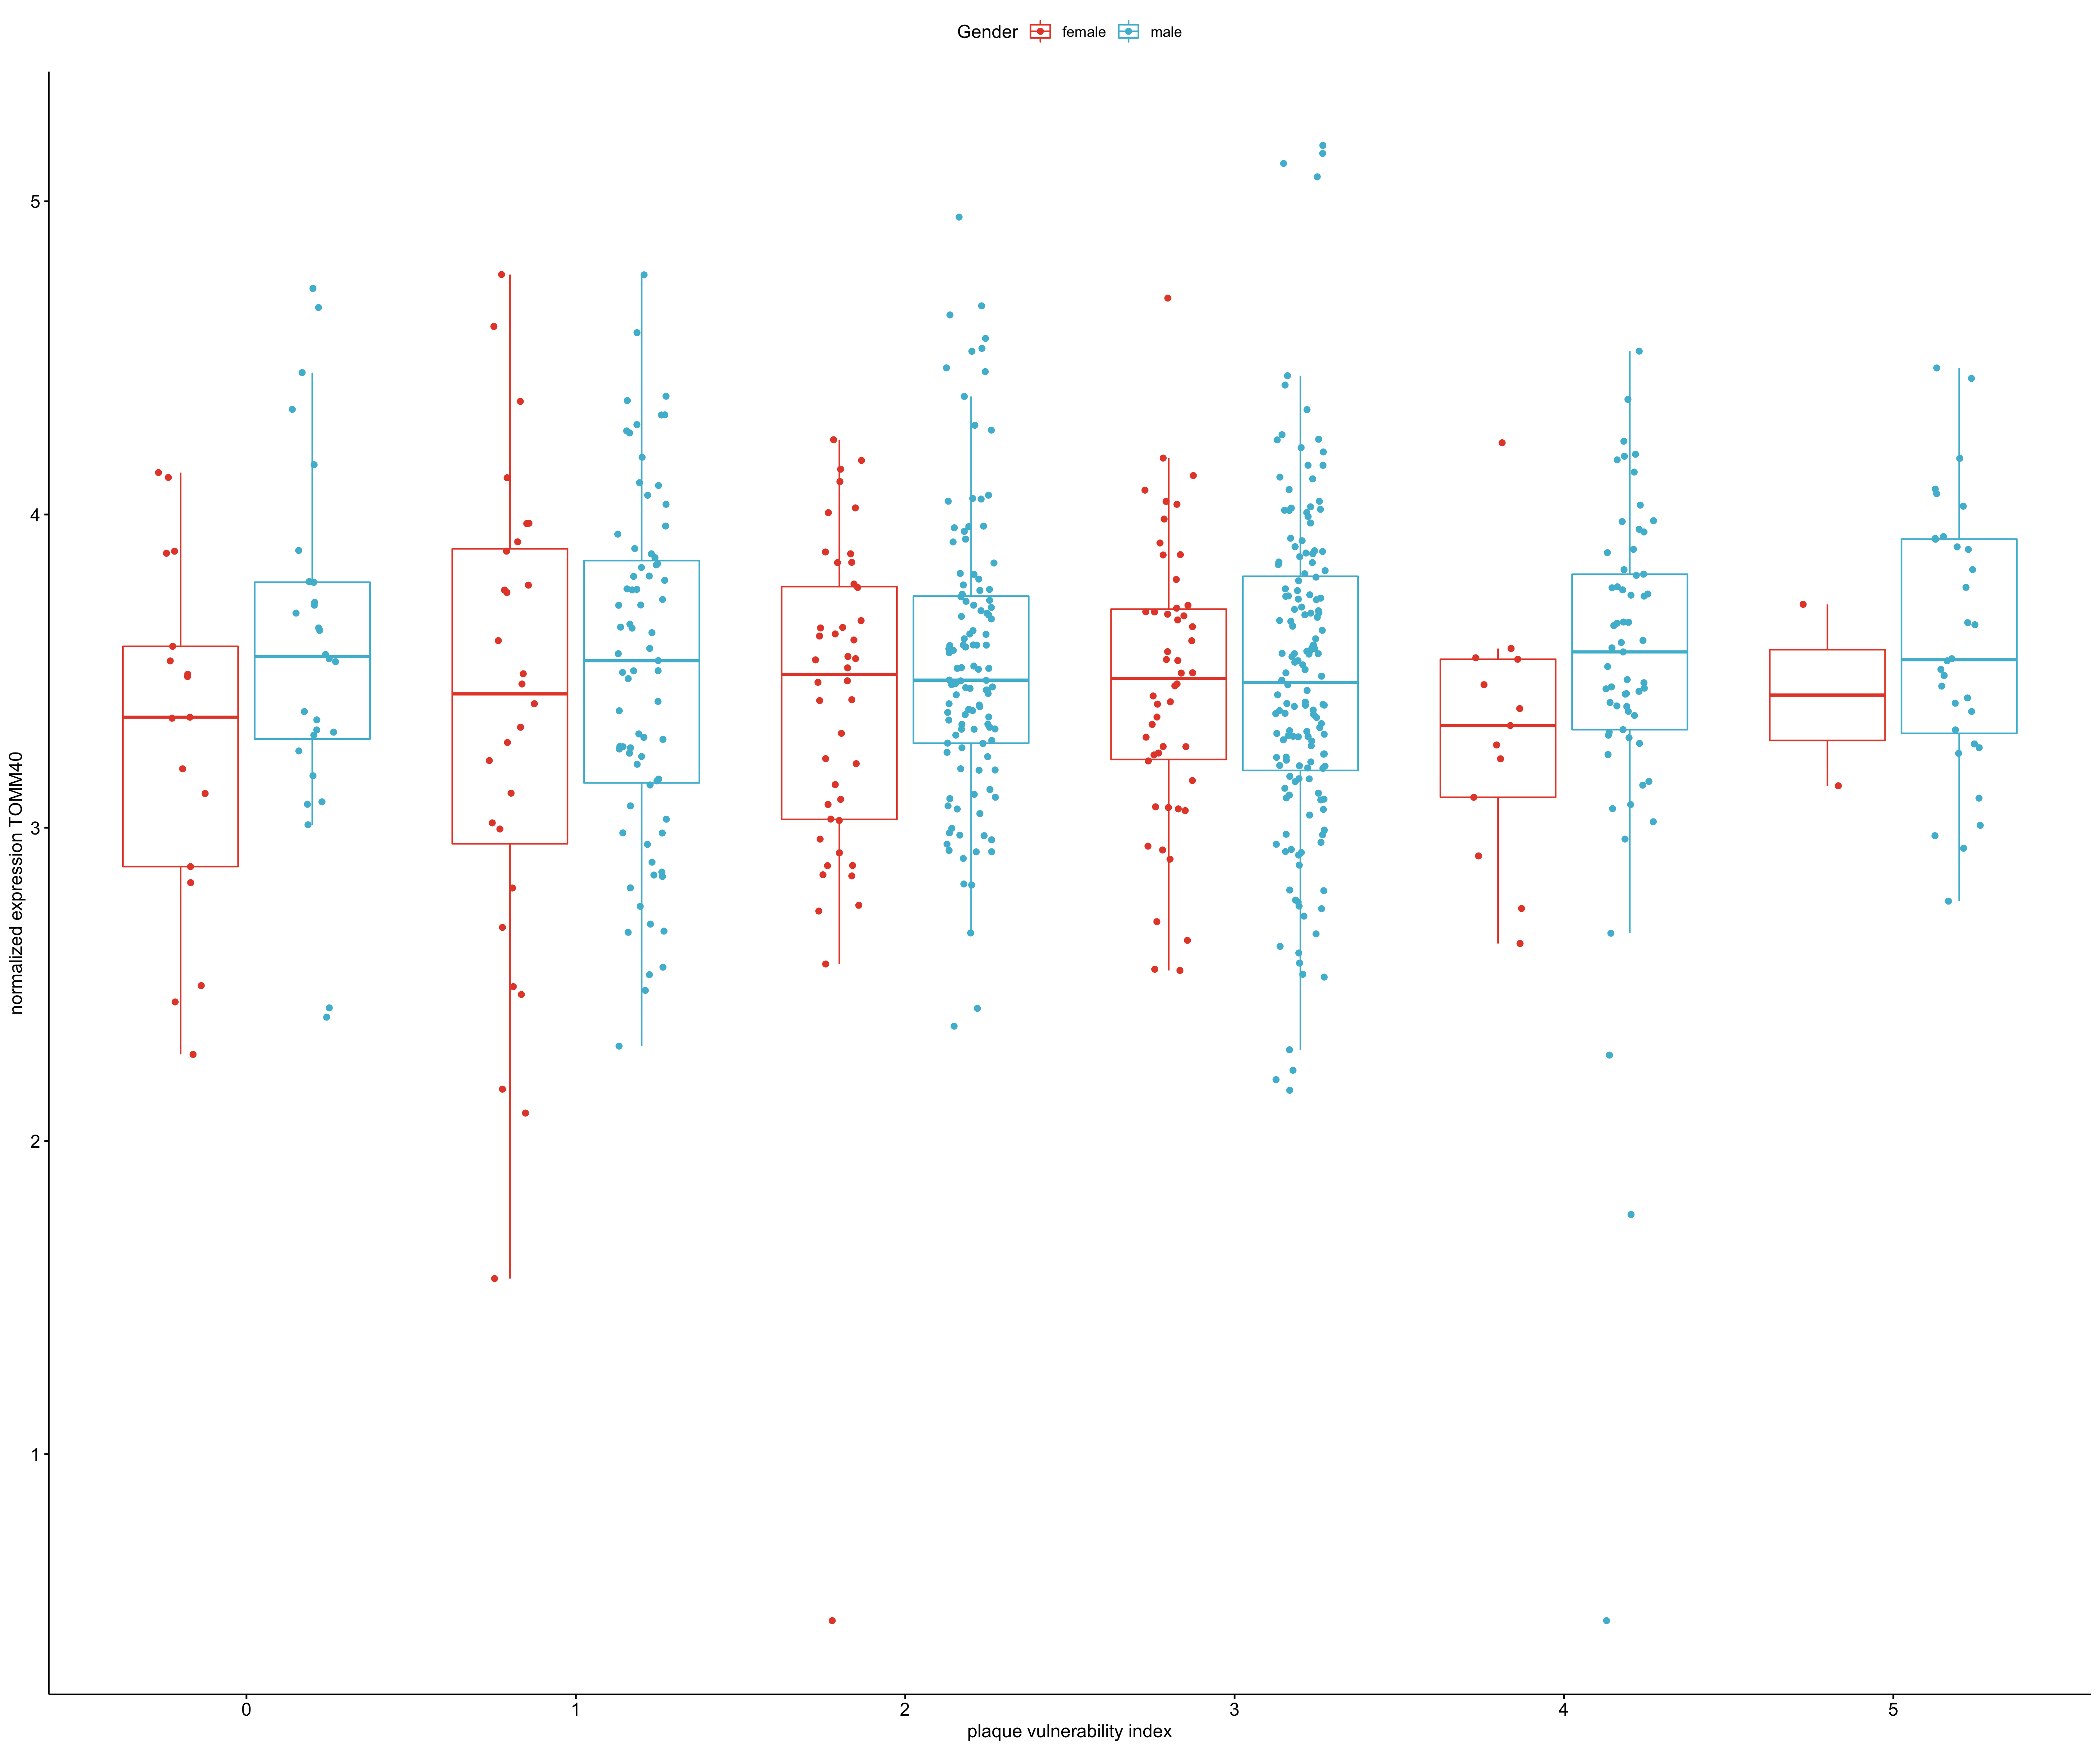 Gender female male
5
4
3
2
1
normalized expression TOMM40
0 1 2 3 4 5
plaque vulnerability index